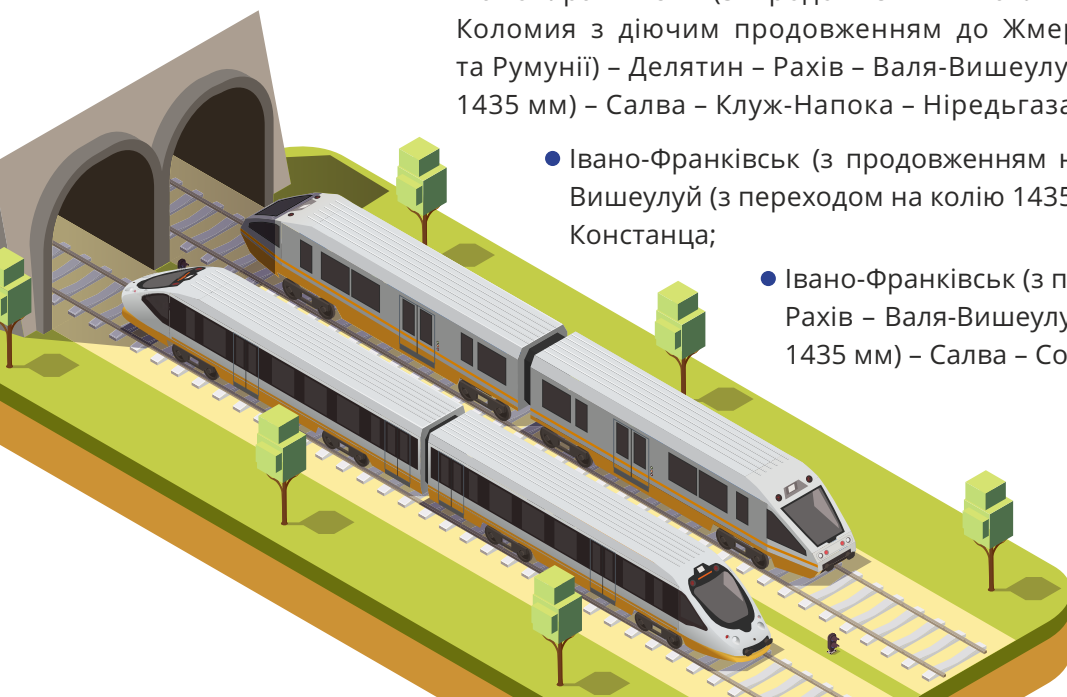 Коломия з діючим продовженням до Жмер
та Румунії) – Делятин – Рахів – Валя-Вишеулу
1435 мм) – Салва – Клуж-Напока – Ніредьгаза
● Івано-Франківськ (з продовженням н
Вишеулуй (з переходом на колію 1435
Констанца;
● Івано-Франківськ (з п
Рахів – Валя-Вишеулу
1435 мм) – Салва – Со